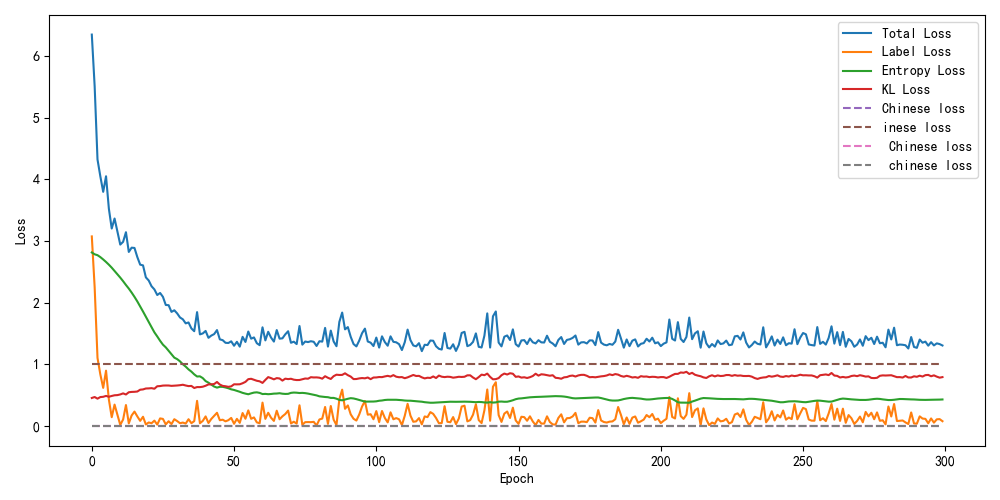 Total Loss
Label Loss
Entropy Loss
KL Loss
Chinese loss
inese loss
Chinese loss
chinese loss
Loss
6
5
4
3
2
1
0
0 50 100 150 200 250 300
Epoch